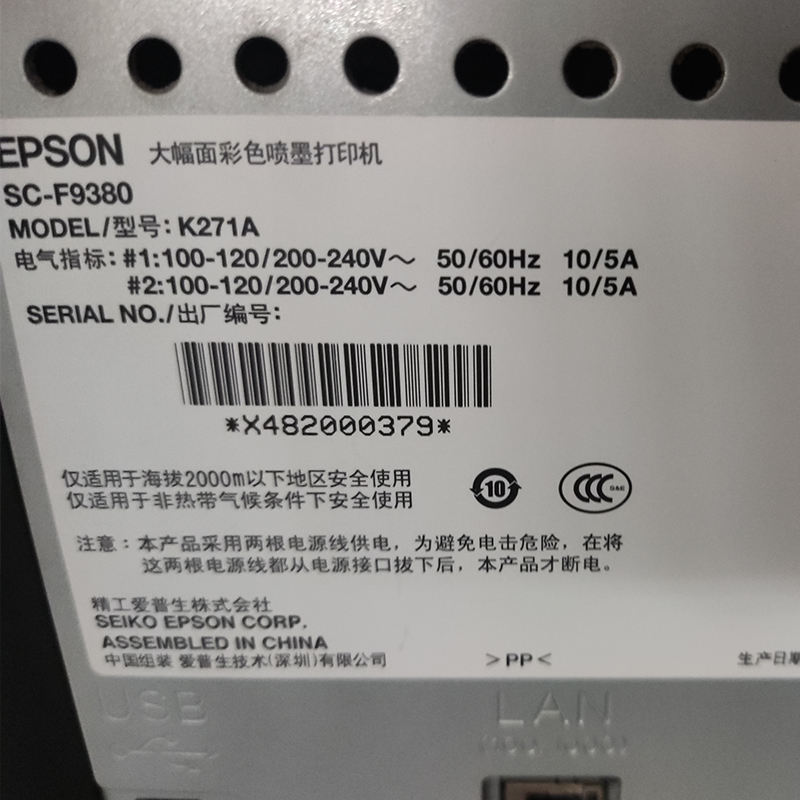 EPSON 大幅面彩色喷墨打印机
SC-F9380
MODEL/型号: K271A
电气指标: #1:100-120/200-240V～ 50/60Hz 10/5A
#2:100-120/200-240V～ 50/60Hz 10/5A
SERIAL NO./出厂编号:
*X482000379*
仅适用于海拔2000m以下地区安全使用
仅适用于非热带气候条件下安全使用
10
CCC
注意：本产品采用两根电源线供电，为避免电击危险，在将
这两根电源线都从电源接口拔下后，本产品才断电。
精工爱普生株式会社
SEIKO EPSON CORP.
ASSEMBLED IN CHINA
中国组装 爱普生技术(深圳)有限公司
>PP<
生产日期
USB
LAN